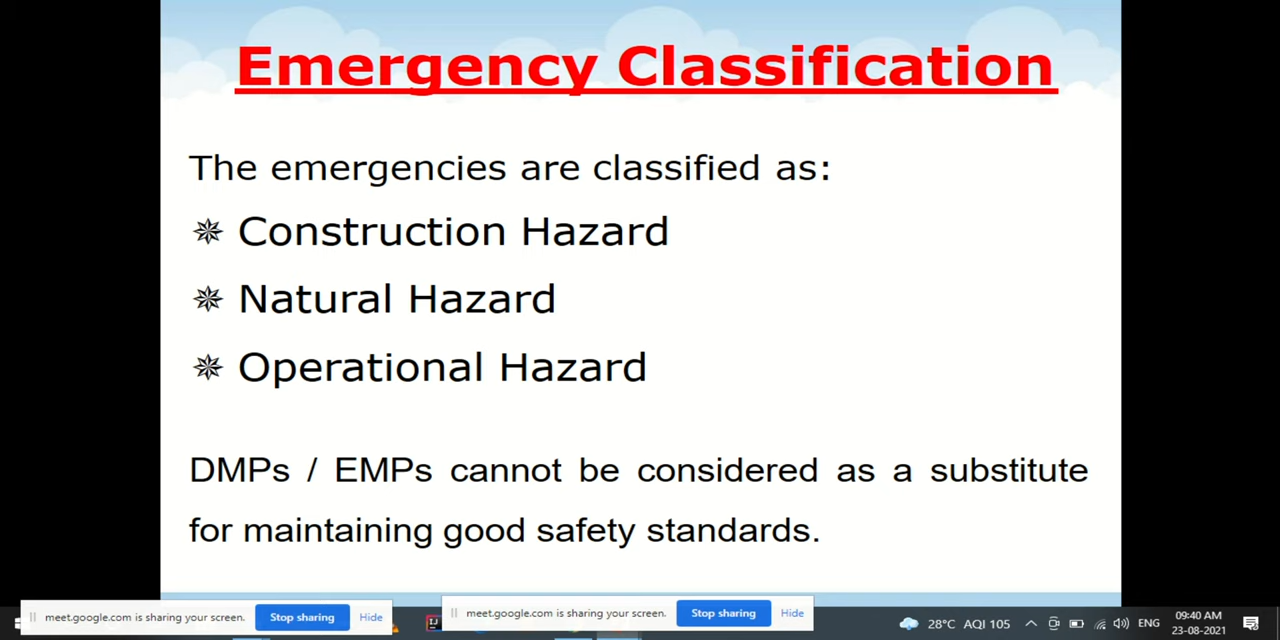 Emergency Classification
The emergencies are classified as:
Construction Hazard
Natural Hazard
Operational Hazard
DMPs / EMPs cannot be considered as a substitute
for maintaining good safety standards.
meet.google.com is sharing your screen. Stop sharing Hide
meet.google.com is sharing your screen. Stop sharing Hide
28°C AQI 105 ENG 09:40 AM
23-08-2021